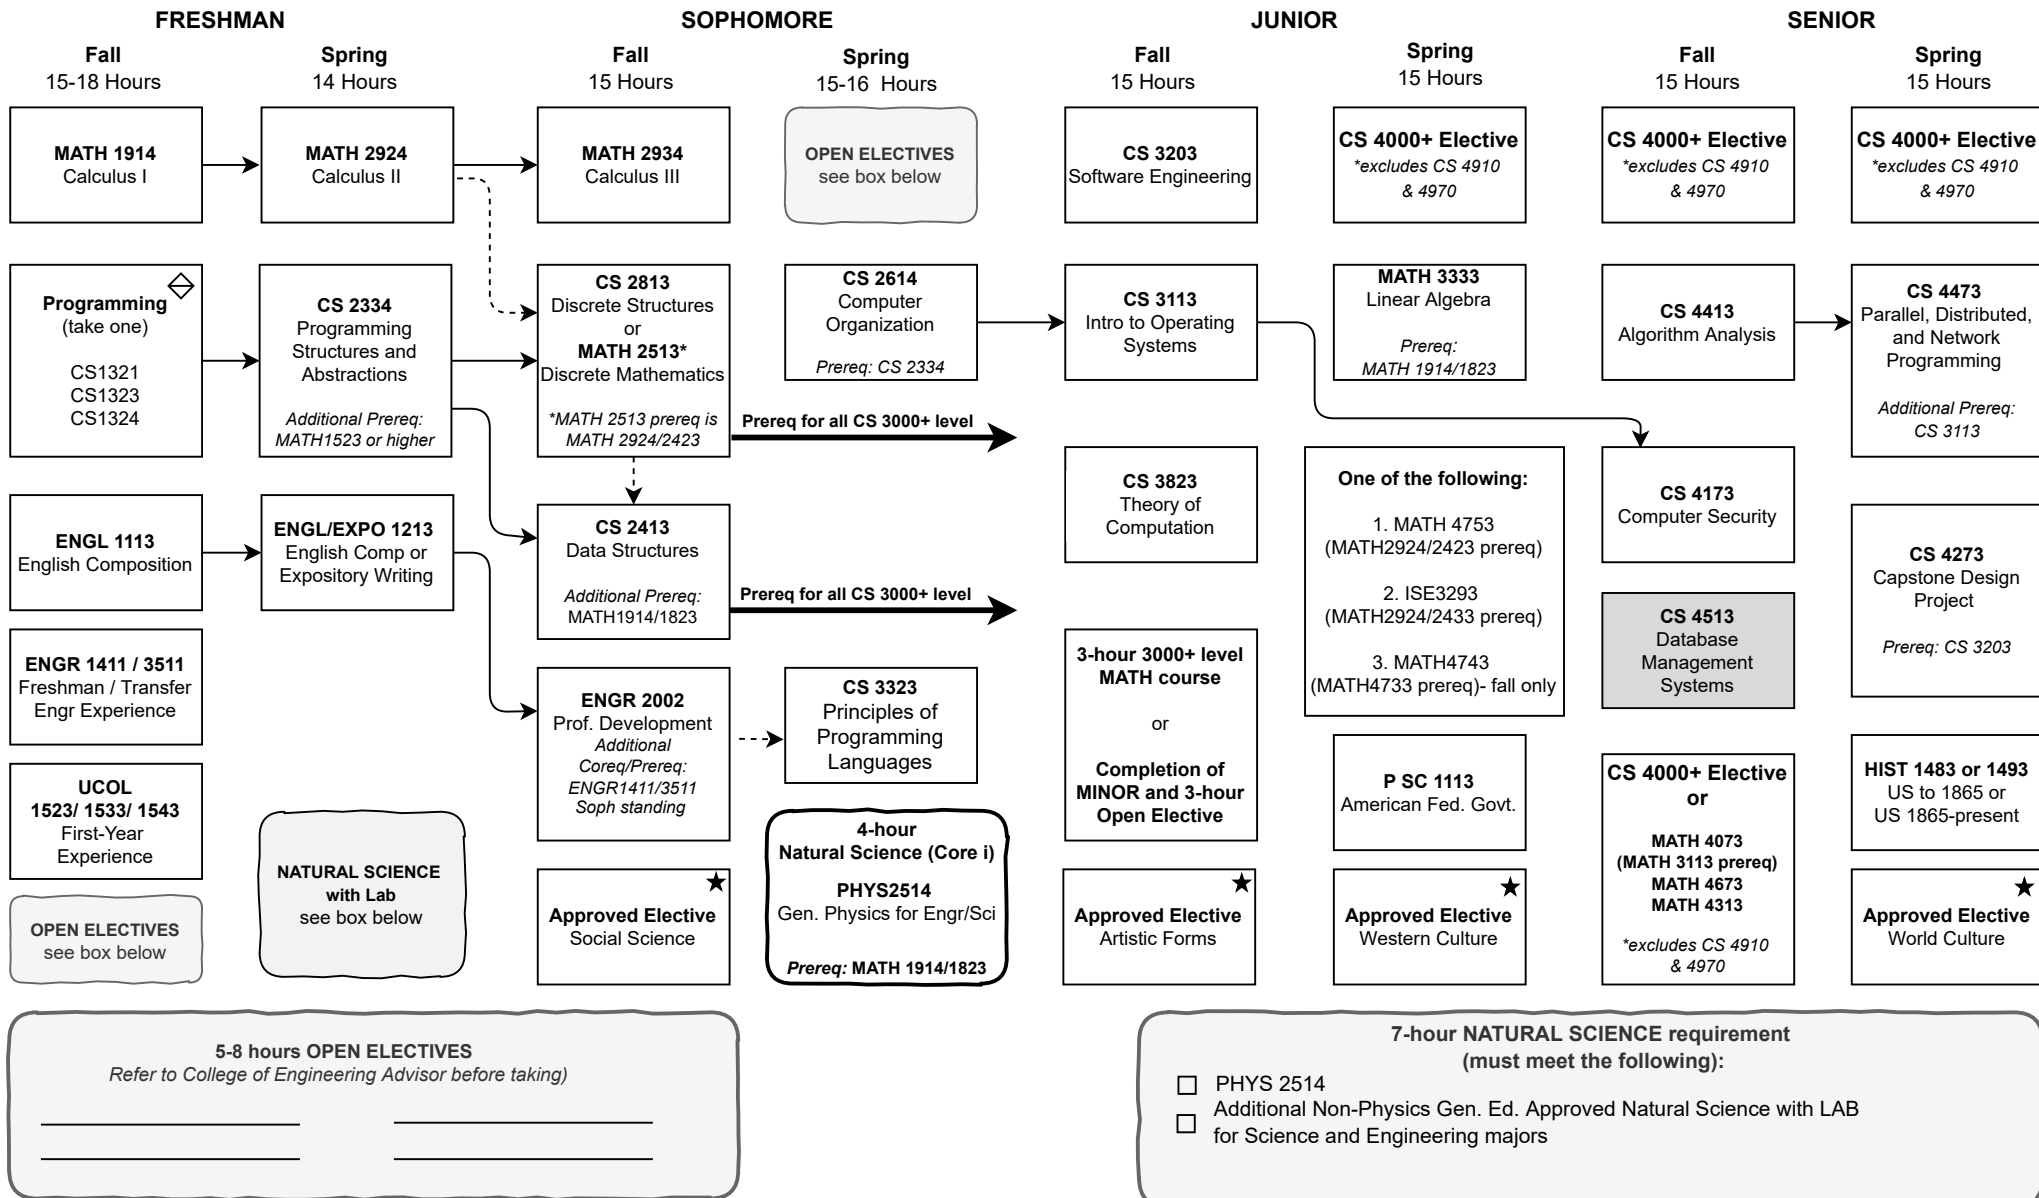 FRESHMAN
SOPHOMORE
JUNIOR
SENIOR
Fall
15-18 Hours
Spring
14 Hours
Fall
15 Hours
Spring
15-16 Hours
Fall
15 Hours
Spring
15 Hours
Fall
15 Hours
Spring
15 Hours
MATH 1914
Calculus I
MATH 2924
Calculus II
MATH 2934
Calculus III
OPEN ELECTIVES
see box below
CS 3203
Software Engineering
CS 4000+ Elective
*excludes CS 4910
& 4970
CS 4000+ Elective
*excludes CS 4910
& 4970
CS 4000+ Elective
*excludes CS 4910
& 4970
Programming
(take one)
CS1321
CS1323
CS1324
CS 2334
Programming
Structures and
Abstractions
Additional Prereq:
MATH1523 or higher
CS 2813
Discrete Structures
or
MATH 2513*
Discrete Mathematics
*MATH 2513 prereq is
MATH 2924/2423
CS 2614
Computer
Organization
Prereq: CS 2334
CS 3113
Intro to Operating
Systems
MATH 3333
Linear Algebra
Prereq:
MATH 1914/1823
CS 4413
Algorithm Analysis
CS 4473
Parallel, Distributed,
and Network
Programming
Additional Prereq:
CS 3113
Prereq for all CS 3000+ level
ENGL 1113
English Composition
ENGL/EXPO 1213
English Comp or
Expository Writing
CS 2413
Data Structures
Additional Prereq:
MATH1914/1823
Prereq for all CS 3000+ level
CS 3823
Theory of
Computation
One of the following:
1. MATH 4753
(MATH2924/2423 prereq)
2. ISE3293
(MATH2924/2433 prereq)
3. MATH4743
(MATH4733 prereq)- fall only
CS 4173
Computer Security
CS 4273
Capstone Design
Project
Prereq: CS 3203
CS 4513
Database
Management
Systems
ENGR 1411 / 3511
Freshman / Transfer
Engr Experience
ENGR 2002
Prof. Development
Additional
Coreq/Prereq:
ENGR1411/3511
Soph standing
CS 3323
Principles of
Programming
Languages
3-hour 3000+ level
MATH course
or
Completion of
MINOR and 3-hour
Open Elective
P SC 1113
American Fed. Govt.
CS 4000+ Elective
or
MATH 4073
(MATH 3113 prereq)
MATH 4673
MATH 4313
*excludes CS 4910
& 4970
HIST 1483 or 1493
US to 1865 or
US 1865-present
UCOL
1523/ 1533/ 1543
First-Year
Experience
NATURAL SCIENCE
with Lab
see box below
4-hour
Natural Science (Core i)
PHYS2514
Gen. Physics for Engr/Sci
Prereq: MATH 1914/1823
OPEN ELECTIVES
see box below
Approved Elective
Social Science
Approved Elective
Artistic Forms
Approved Elective
Western Culture
Approved Elective
World Culture
5-8 hours OPEN ELECTIVES
Refer to College of Engineering Advisor before taking)
7-hour NATURAL SCIENCE requirement
(must meet the following):
PHYS 2514
Additional Non-Physics Gen. Ed. Approved Natural Science with LAB
for Science and Engineering majors